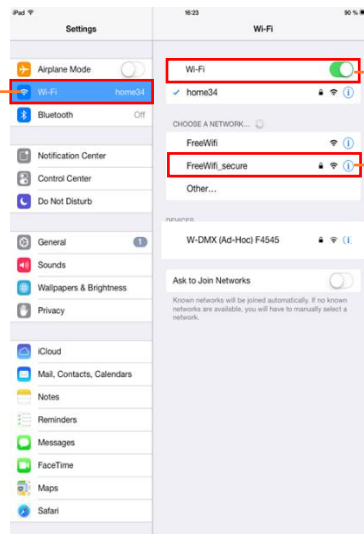 iPad 16:23 90 %
Settings
Wi-Fi
Airplane Mode
Wi-Fi home34
Bluetooth Off
Notification Center
Control Center
Do Not Disturb
General 1
Sounds
Wallpapers & Brightness
Privacy
iCloud
Mail, Contacts, Calendars
Notes
Reminders
Messages
FaceTime
Maps
Safari
Wi-Fi
home34
CHOOSE A NETWORK...
FreeWifi
FreeWifi_secure
Other...
DEVICES
W-DMX (Ad-Hoc) F4545
Ask to Join Networks
Known networks will be joined automatically. If no known
networks are available, you will have to manually select a
network.